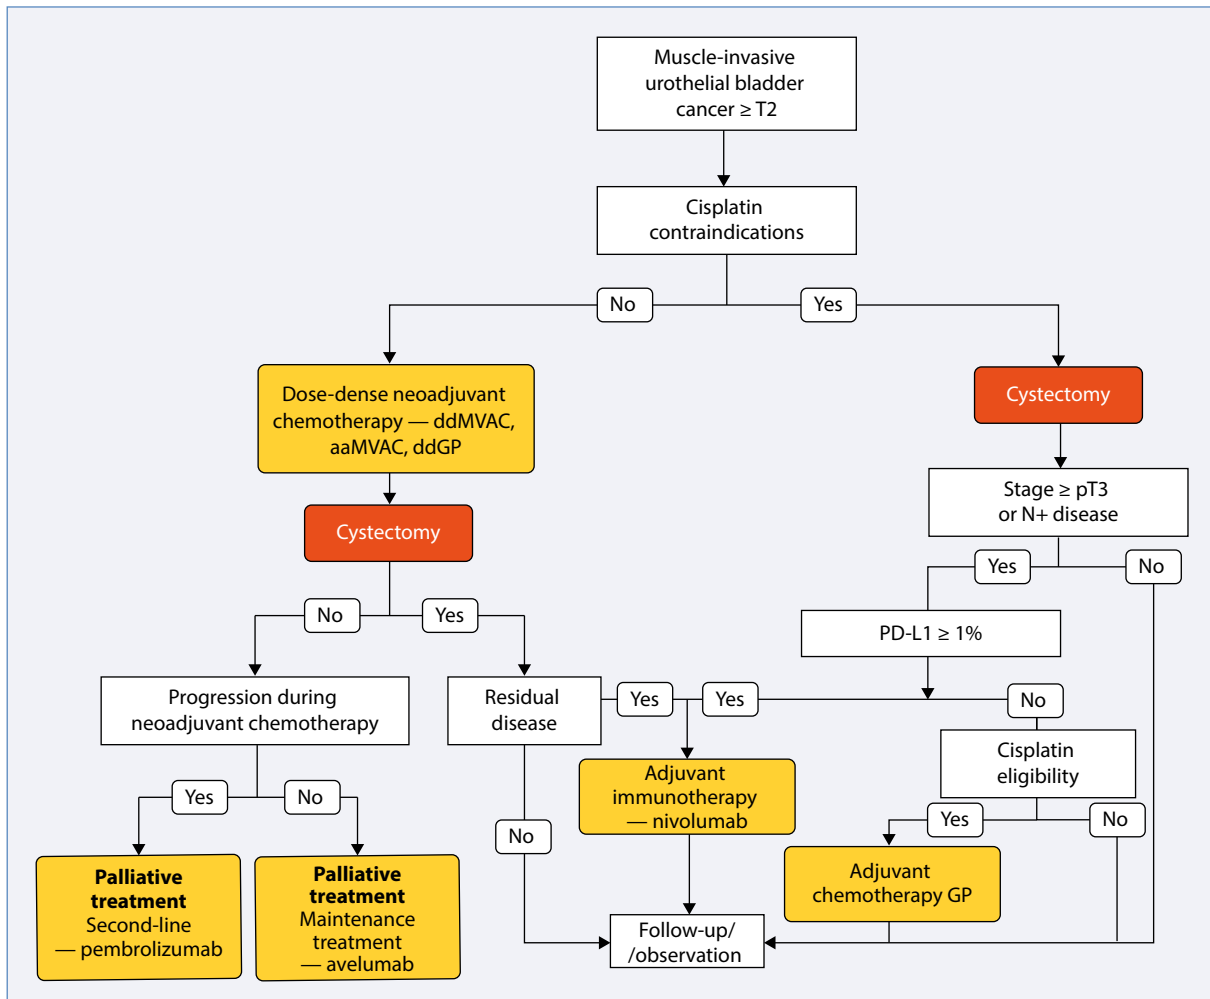 Muscle-invasive
urothelial bladder
cancer ≥ T2
Cisplatin
contraindications
No
Yes
Dose-dense neoadjuvant
chemotherapy — ddMVAC,
aaMVAC, ddGP
Cystectomy
Cystectomy
Stage ≥ pT3
or N+ disease
Yes
No
No
Yes
PD-L1 ≥ 1%
Progression during
neoadjuvant chemotherapy
Residual
disease
Yes
Yes
No
Cisplatin
eligibility
Yes
No
No
Adjuvant
immunotherapy
— nivolumab
Yes
No
Palliative
treatment
Second-line
— pembrolizumab
Palliative
treatment
Maintenance
treatment
— avelumab
Adjuvant
chemotherapy GP
Follow-up/
/observation